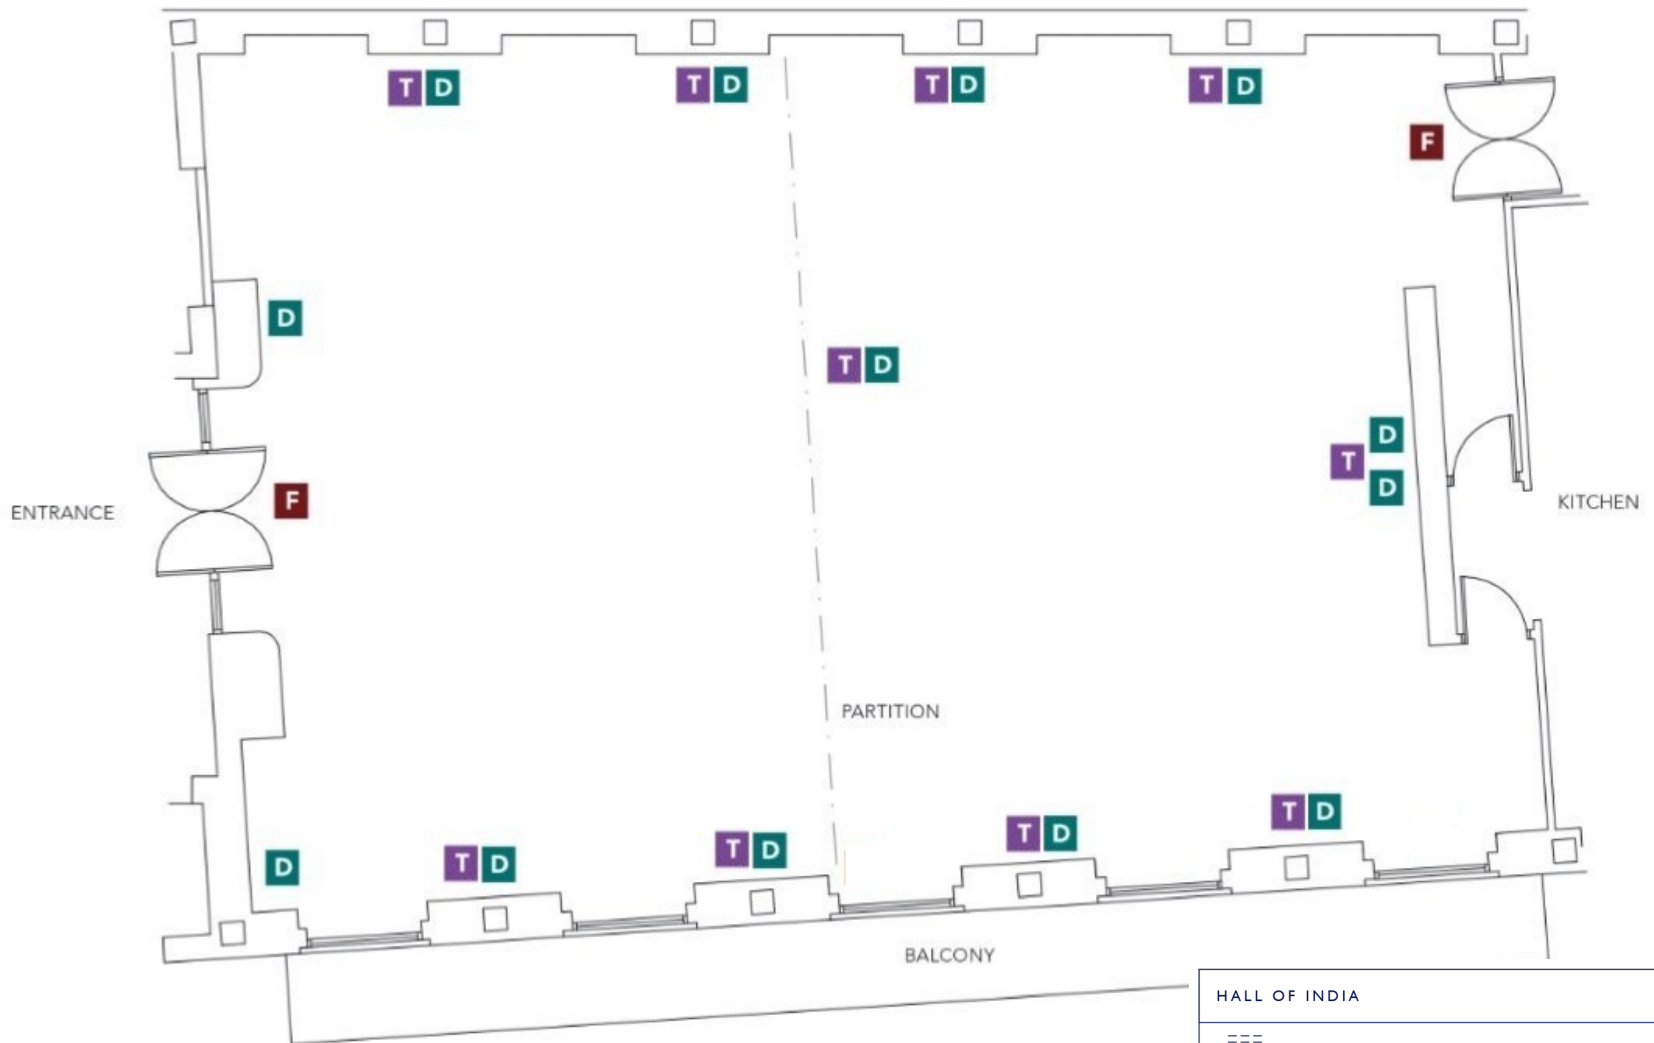 T D
T D
T D
T D
F
D
T D
D
T
D
ENTRANCE
F
KITCHEN
PARTITION
D
T D
T D
T D
T D
BALCONY
HALL OF INDIA